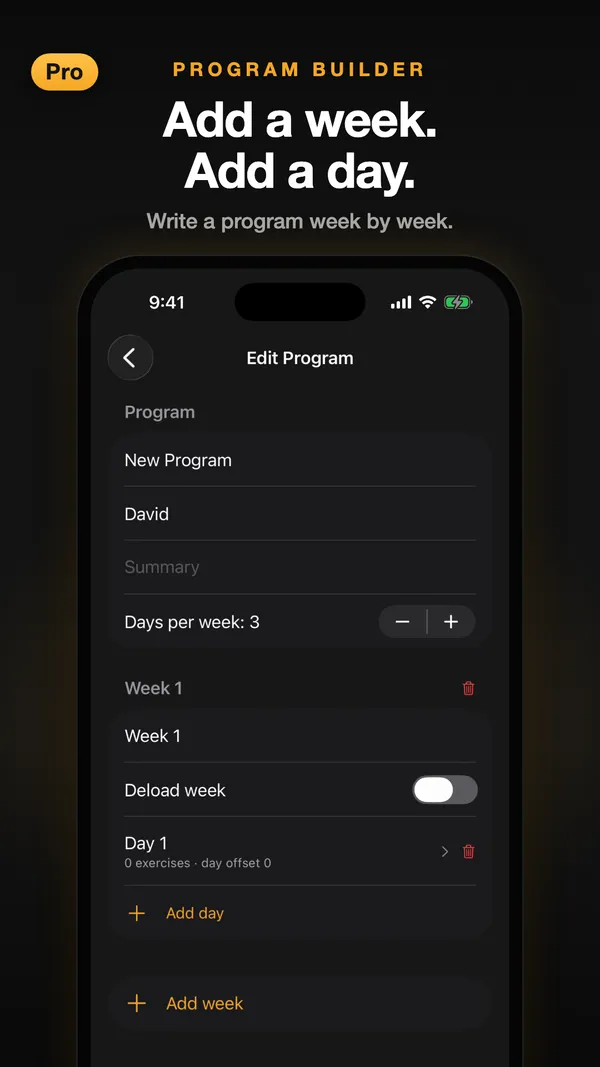 Pro
PROGRAM BUILDER
Add a week.
Add a day.
Write a program week by week.
9:41
Edit Program
Program
New Program
David
Summary
Days per week: 3
Week 1
Week 1
Deload week
Day 1
0 exercises · day offset 0
Add day
Add week